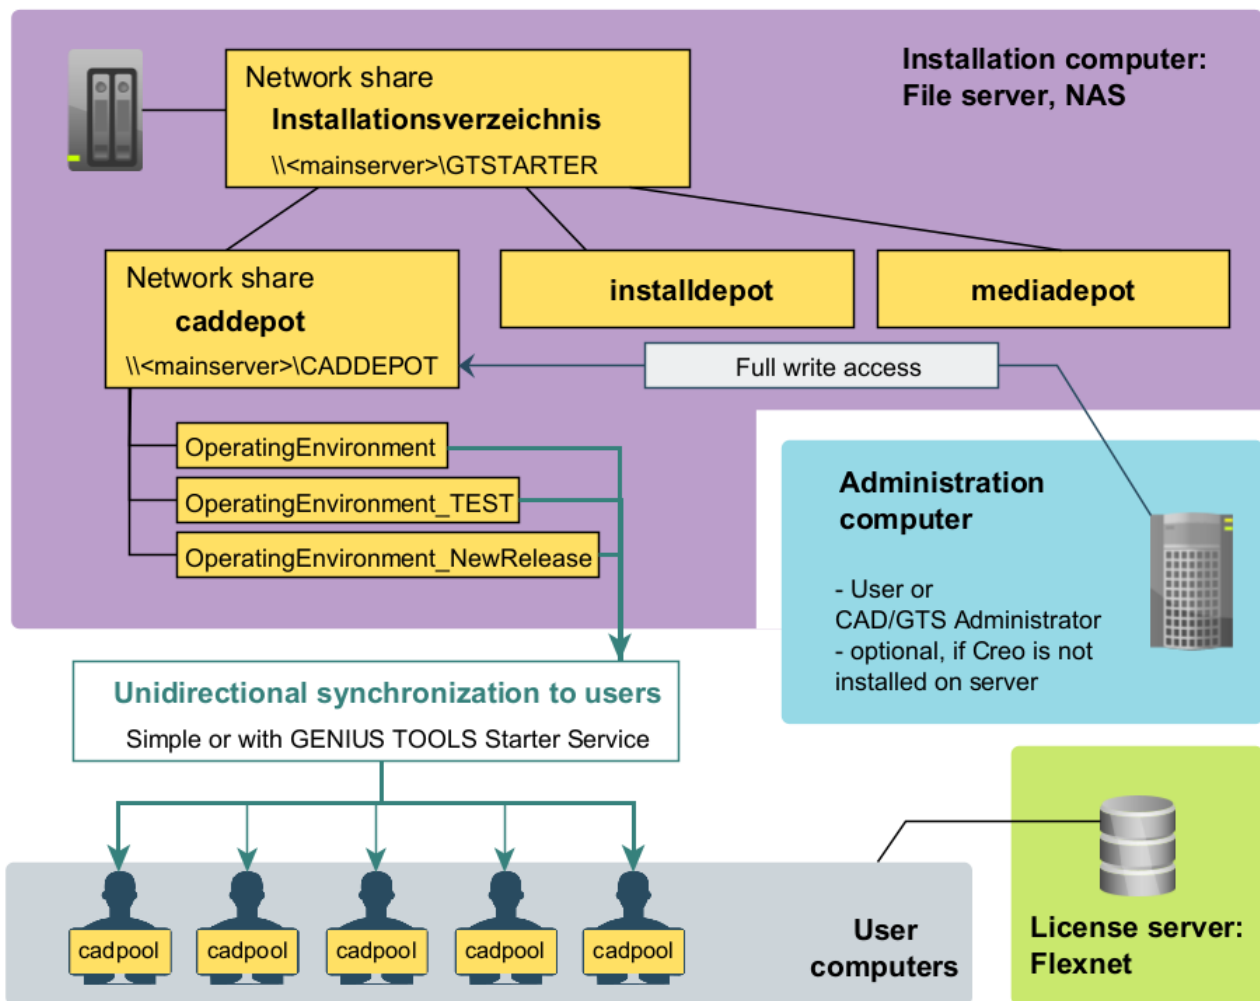 Installation computer:
File server, NAS
Network share
Installationsverzeichnis
\\<mainserver>\GTSTARTER
Network share
caddepot
\\<mainserver>\CADDEPOT
installdepot
mediadepot
Full write access
OperatingEnvironment
OperatingEnvironment_TEST
OperatingEnvironment_NewRelease
Administration
computer
- User or
CAD/GTS Administrator
- optional, if Creo is not
installed on server
Unidirectional synchronization to users
Simple or with GENIUS TOOLS Starter Service
cadpool
cadpool
cadpool
cadpool
cadpool
User
computers
License server:
Flexnet